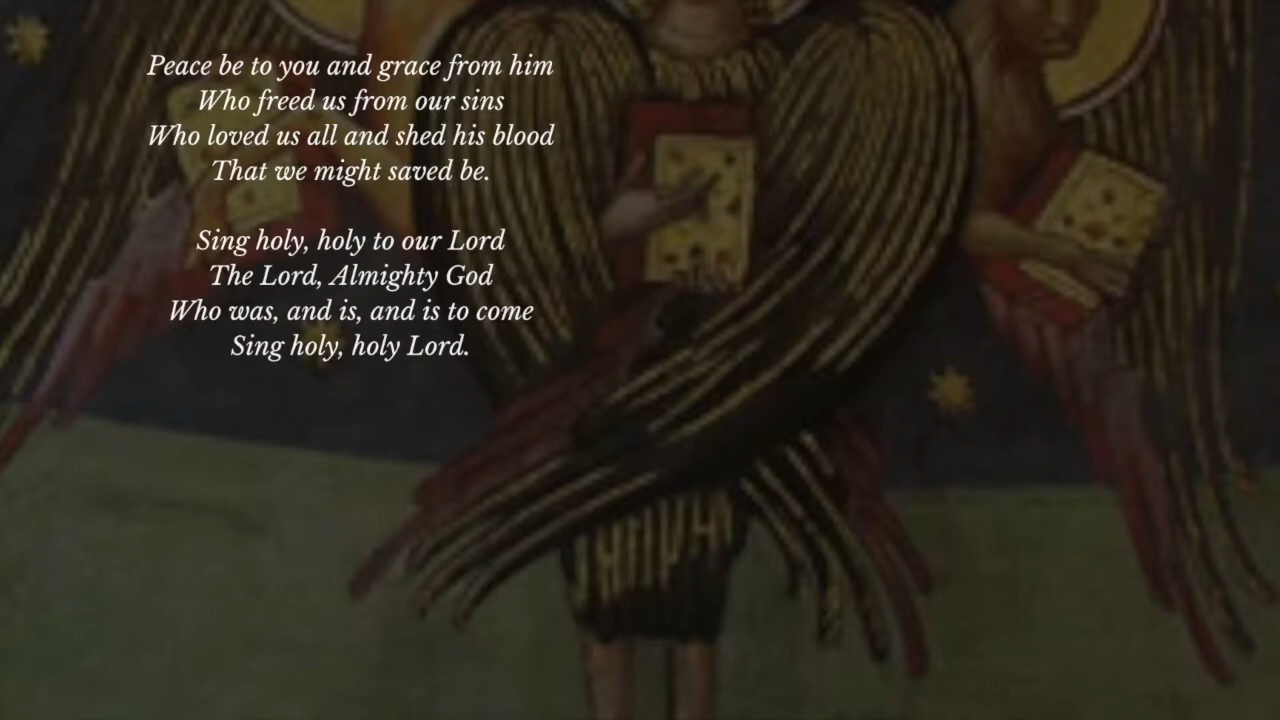 Peace be to you and grace from him
Who freed us from our sins
Who loved us all and shed his blood
That we might saved be.
Sing holy, holy to our Lord
The Lord, Almighty God
Who was, and is, and is to come
Sing holy, holy Lord.